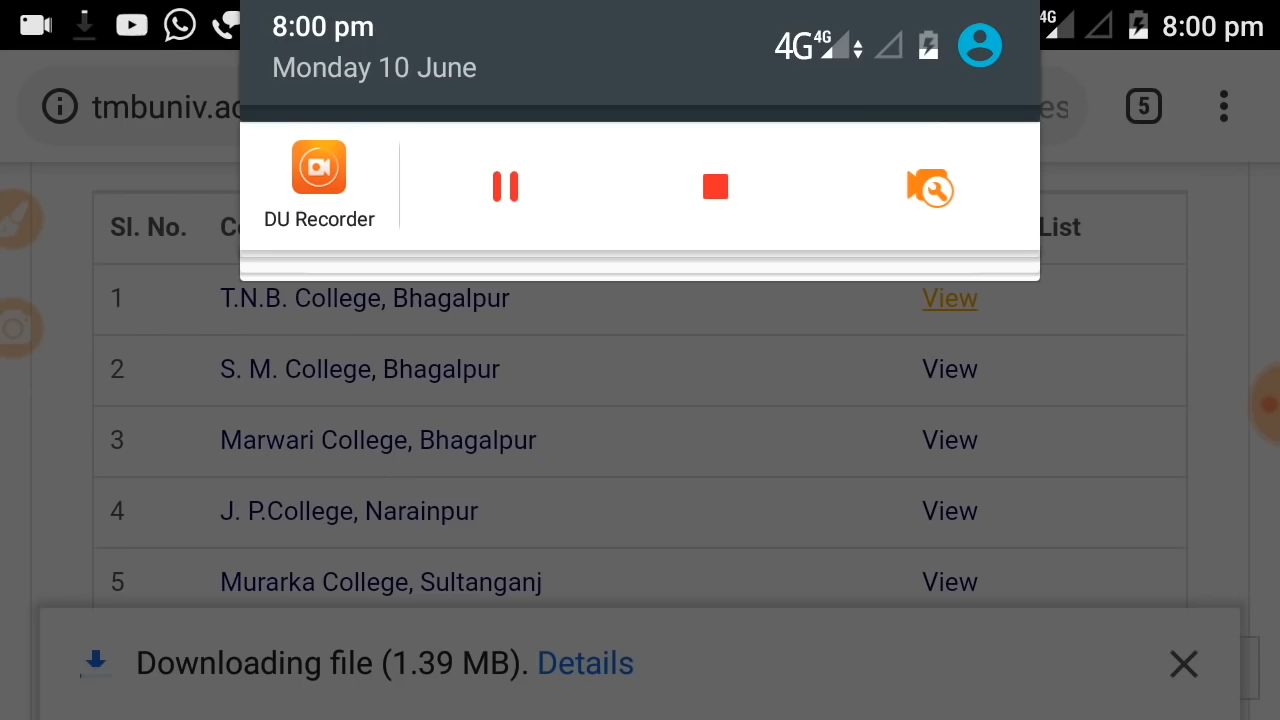 8:00 pm
Monday 10 June
4G 4G
4G 8:00 pm
tmbuniv.ac
es
5
DU Recorder
Sl. No.
List
1 T.N.B. College, Bhagalpur View
2 S. M. College, Bhagalpur View
3 Marwari College, Bhagalpur View
4 J. P.College, Narainpur View
5 Murarka College, Sultanganj View
Downloading file (1.39 MB). Details